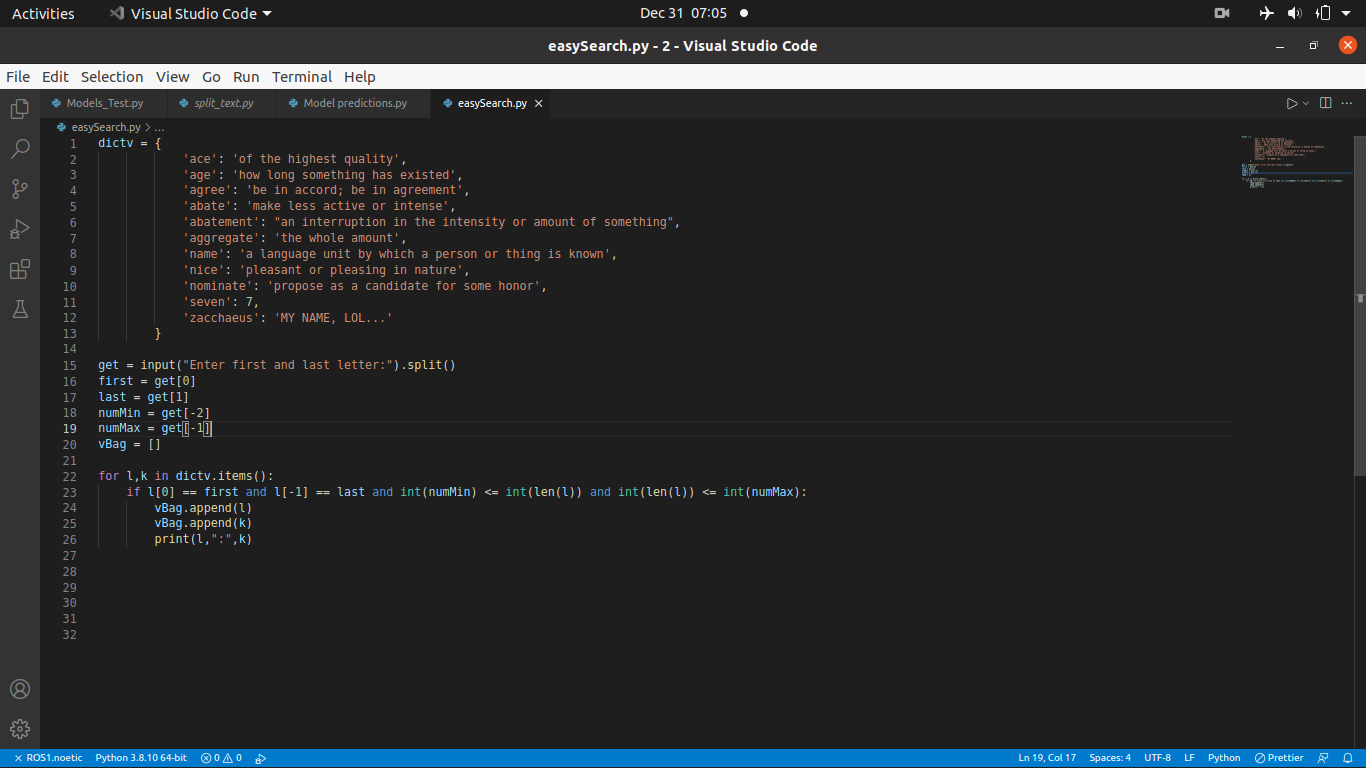 Activities Visual Studio Code Dec 31 07:05
easySearch.py - 2 - Visual Studio Code
File Edit Selection View Go Run Terminal Help
Models_Test.py split_text.py Model predictions.py easySearch.py
easySearch.py > ...
1 dictv = {
2 'ace': 'of the highest quality',
3 'age': 'how long something has existed',
4 'agree': 'be in accord; be in agreement',
5 'abate': 'make less active or intense',
6 'abatement': "an interruption in the intensity or amount of something",
7 'aggregate': 'the whole amount',
8 'name': 'a language unit by which a person or thing is known',
9 'nice': 'pleasant or pleasing in nature',
10 'nominate': 'propose as a candidate for some honor',
11 'seven': 7,
12 'zacchaeus': 'MY NAME, LOL...'
13 }
14
15 get = input("Enter first and last letter:").split()
16 first = get[0]
17 last = get[1]
18 numMin = get[-2]
19 numMax = get[-1]
20 vBag = []
21
22 for l,k in dictv.items():
23 if l[0] == first and l[-1] == last and int(numMin) <= int(len(l)) and int(len(l)) <= int(numMax):
24 vBag.append(l)
25 vBag.append(k)
26 print(l,":",k)
27
28
29
30
31
32
ROS1.noetic Python 3.8.10 64-bit 0 0 Ln 19, Col 17 Spaces: 4 UTF-8 LF Python Prettier